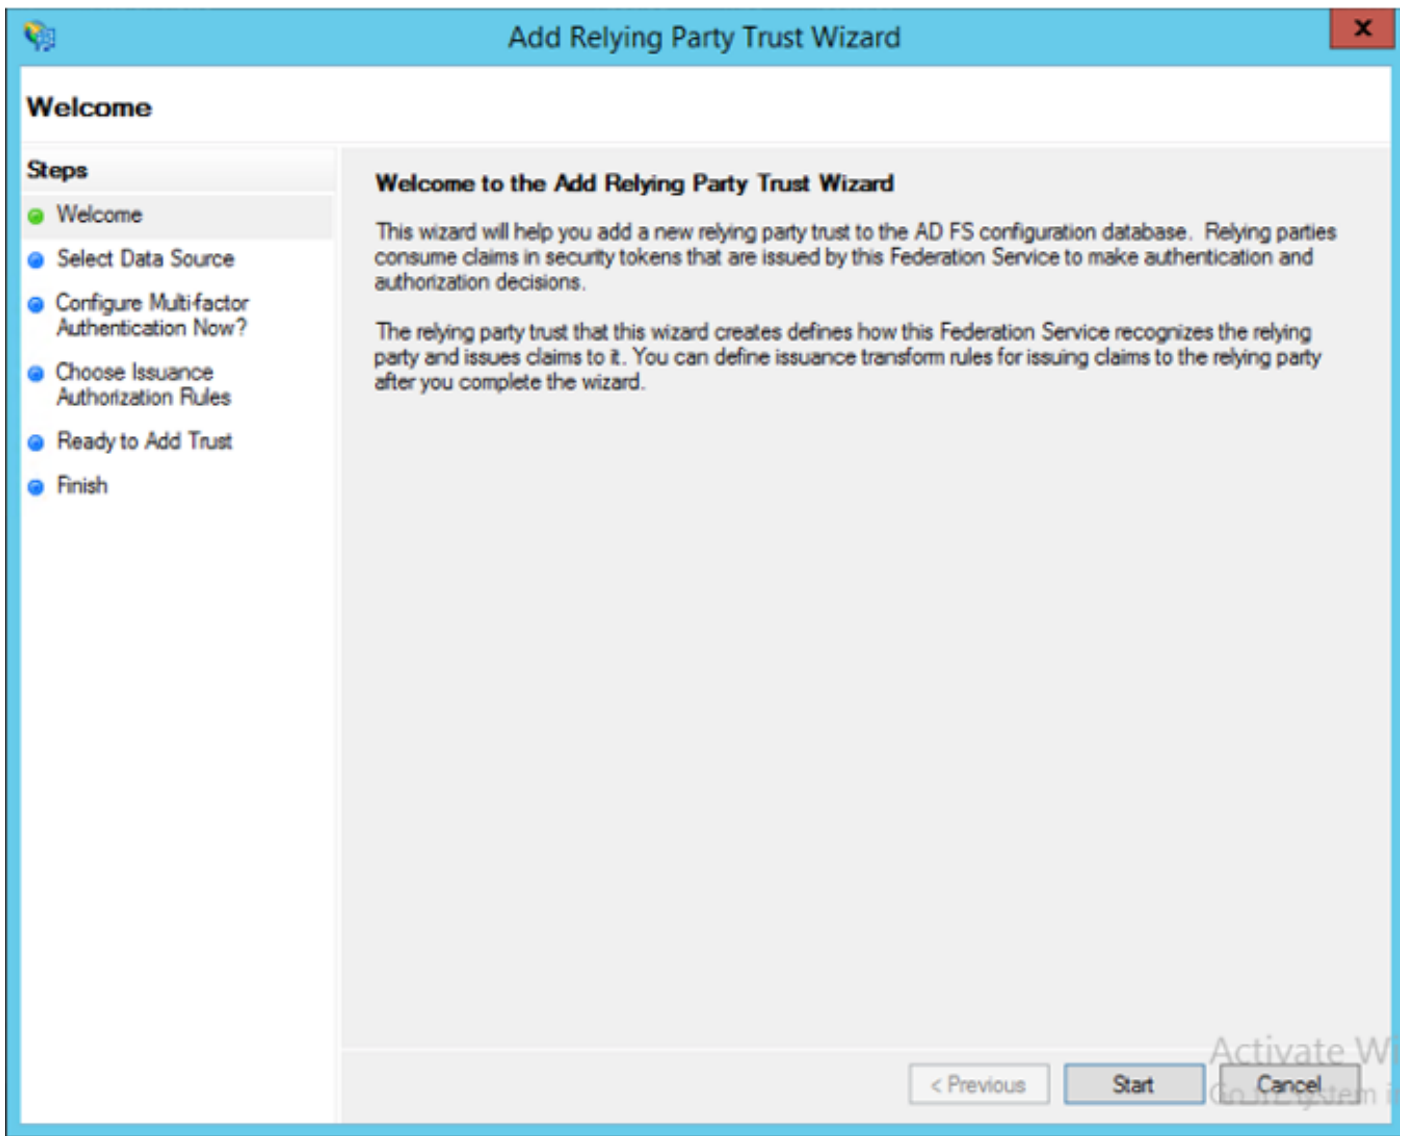 Add Relying Party Trust Wizard
x
Welcome
Steps
Welcome
Select Data Source
Configure Multi-factor
Authentication Now?
Choose Issuance
Authorization Rules
Ready to Add Trust
Finish
Welcome to the Add Relying Party Trust Wizard
This wizard will help you add a new relying party trust to the AD FS configuration database. Relying parties
consume claims in security tokens that are issued by this Federation Service to make authentication and
authorization decisions.
The relying party trust that this wizard creates defines how this Federation Service recognizes the relying
party and issues claims to it. You can define issuance transform rules for issuing claims to the relying party
after you complete the wizard.
Activate W
< Previous
Start
Cancel